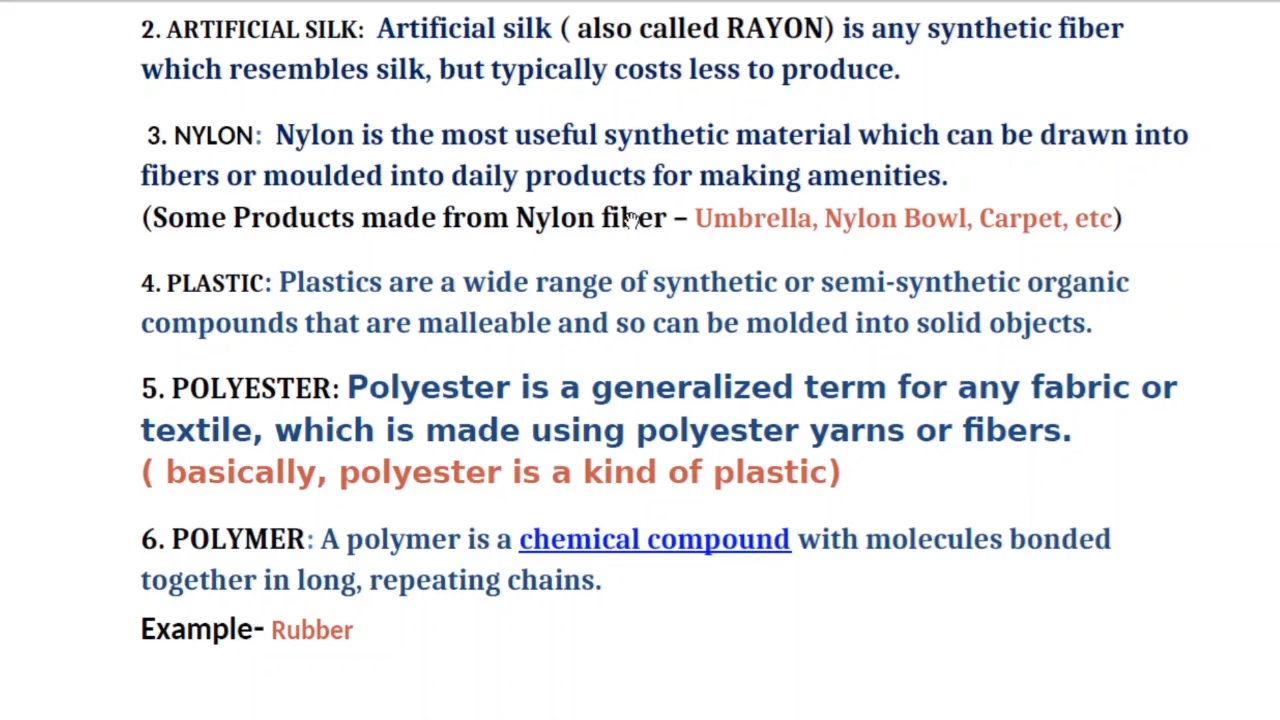 2. ARTIFICIAL SILK: Artificial silk ( also called RAYON) is any synthetic fiber
which resembles silk, but typically costs less to produce.
3. NYLON: Nylon is the most useful synthetic material which can be drawn into
fibers or moulded into daily products for making amenities.
(Some Products made from Nylon fiber – Umbrella, Nylon Bowl, Carpet, etc)
4. PLASTIC: Plastics are a wide range of synthetic or semi-synthetic organic
compounds that are malleable and so can be molded into solid objects.
5. POLYESTER: Polyester is a generalized term for any fabric or
textile, which is made using polyester yarns or fibers.
( basically, polyester is a kind of plastic)
6. POLYMER: A polymer is a chemical compound with molecules bonded
together in long, repeating chains.
Example- Rubber